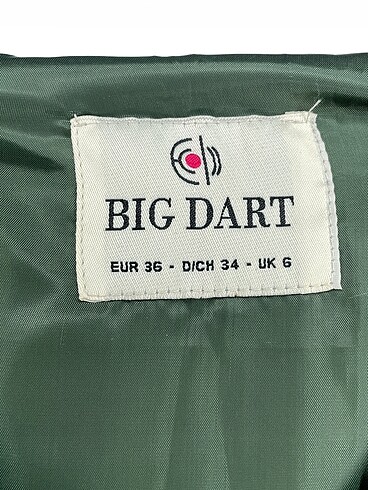 BIG DART
EUR 36 - D/CH 34 - UK 6